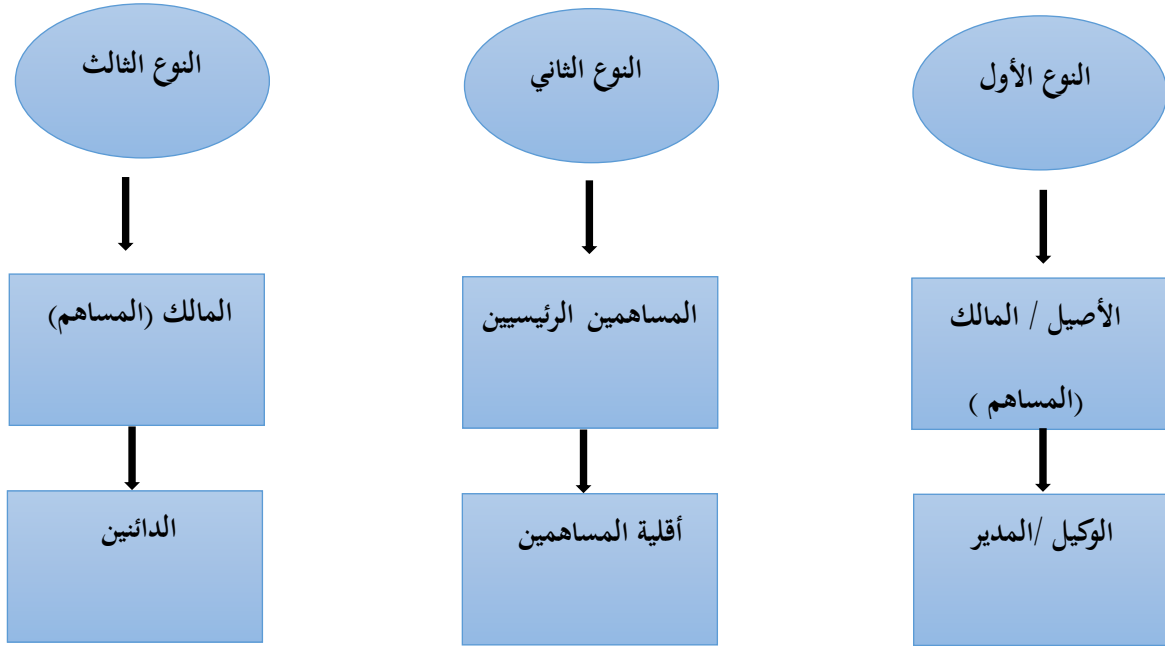 النوع الأول
النوع الثاني
النوع الثالث
الأصيل / المالك
(المساهم )
المساهمين الرئيسيين
المالك (المساهم)
الوكيل /المدير
أقلية المساهمين
الدائنين